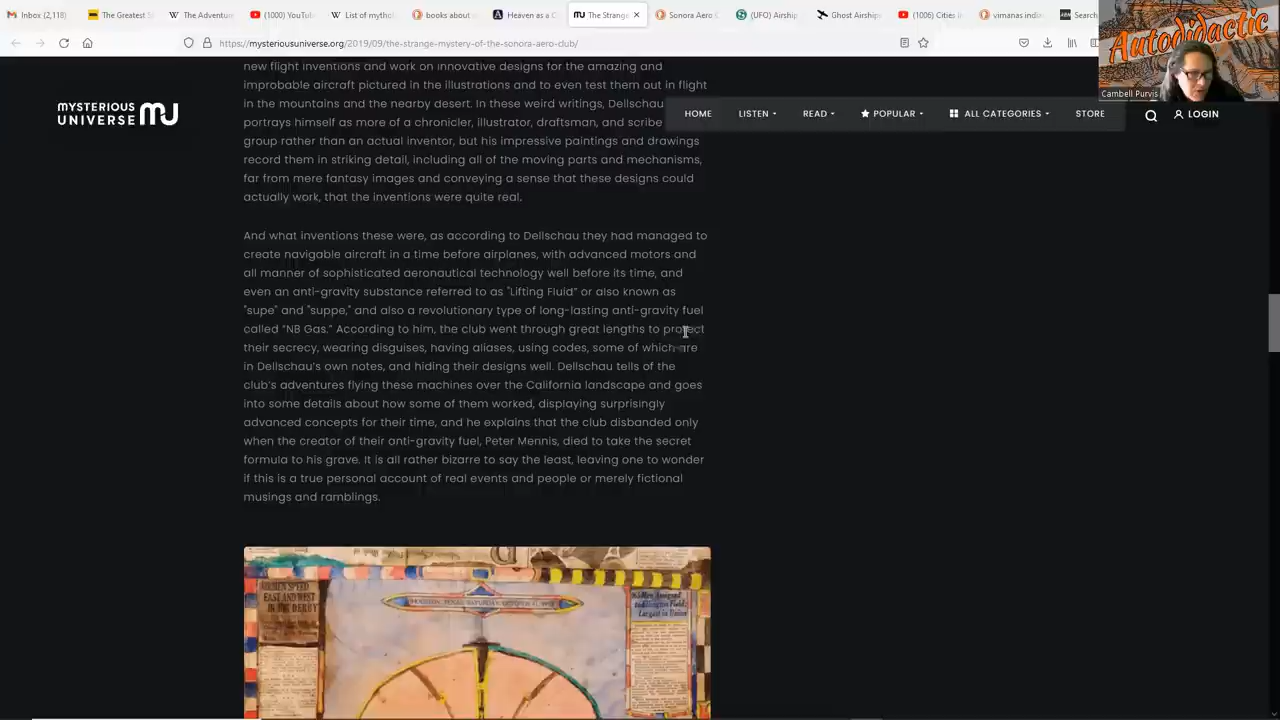 Inbox (2,118)
The Greatest S
The Adventure
(1000) YouTub
List of mytho
books about
Heaven as a C
The Strange
Sonora Aero C
(UFO) Airship
Ghost Airships
(1006) Cities i
vimanas indi
Search
https://mysteriousuniverse.org/2019/09/the-strange-mystery-of-the-sonora-aero-club/
Autodidactic
Cambell Purvis
MYSTERIOUS
UNIVERSE
HOME
LISTEN
READ
POPULAR
ALL CATEGORIES
STORE
LOGIN
new flight inventions and work on innovative designs for the amazing and
improbable aircraft pictured in the illustrations and to even test them out in flight
in the mountains and the nearby desert. In these weird writings, Dellschau
portrays himself as more of a chronicler, illustrator, draftsman, and scribe
group rather than an actual inventor, but his impressive paintings and drawings
record them in striking detail, including all of the moving parts and mechanisms,
far from mere fantasy images and conveying a sense that these designs could
actually work, that the inventions were quite real.
And what inventions these were, as according to Dellschau they had managed to
create navigable aircraft in a time before airplanes, with advanced motors and
all manner of sophisticated aeronautical technology well before its time, and
even an anti-gravity substance referred to as "Lifting Fluid" or also known as
"supe" and "suppe," and also a revolutionary type of long-lasting anti-gravity fuel
called "NB Gas." According to him, the club went through great lengths to protect
their secrecy, wearing disguises, having aliases, using codes, some of which are
in Dellschau's own notes, and hiding their designs well. Dellschau tells of the
club's adventures flying these machines over the California landscape and goes
into some details about how some of them worked, displaying surprisingly
advanced concepts for their time, and he explains that the club disbanded only
when the creator of their anti-gravity fuel, Peter Mennis, died to take the secret
formula to his grave. It is all rather bizarre to say the least, leaving one to wonder
if this is a true personal account of real events and people or merely fictional
musings and ramblings.
EAST AND WEST
HOUSTON, TEXAS, SATURDAY, OCTOBER
Largest in Union